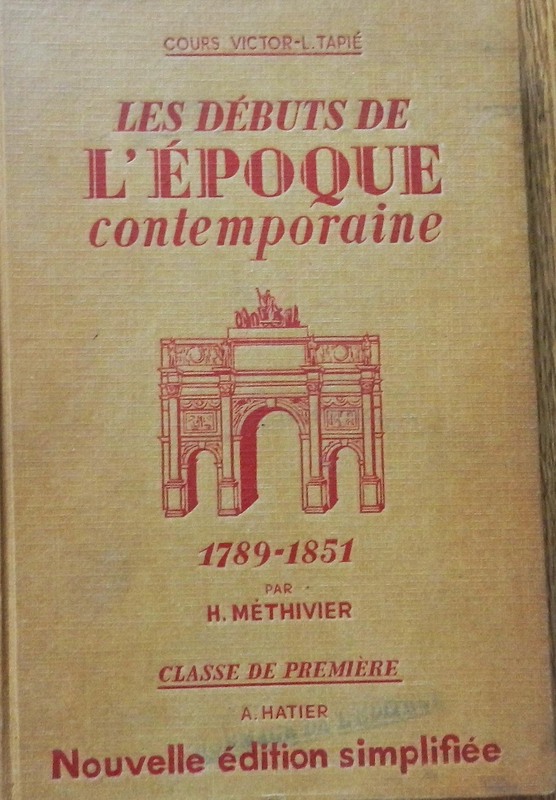 COURS VICTOR-L. TAPIÉ
LES DÉBUTS DE
L'ÉPOQUE
contemporaine
1789-1851
PAR
H. MÉTHIVIER
CLASSE DE PREMIÈRE
A. HATIER
Nouvelle édition simplifiée